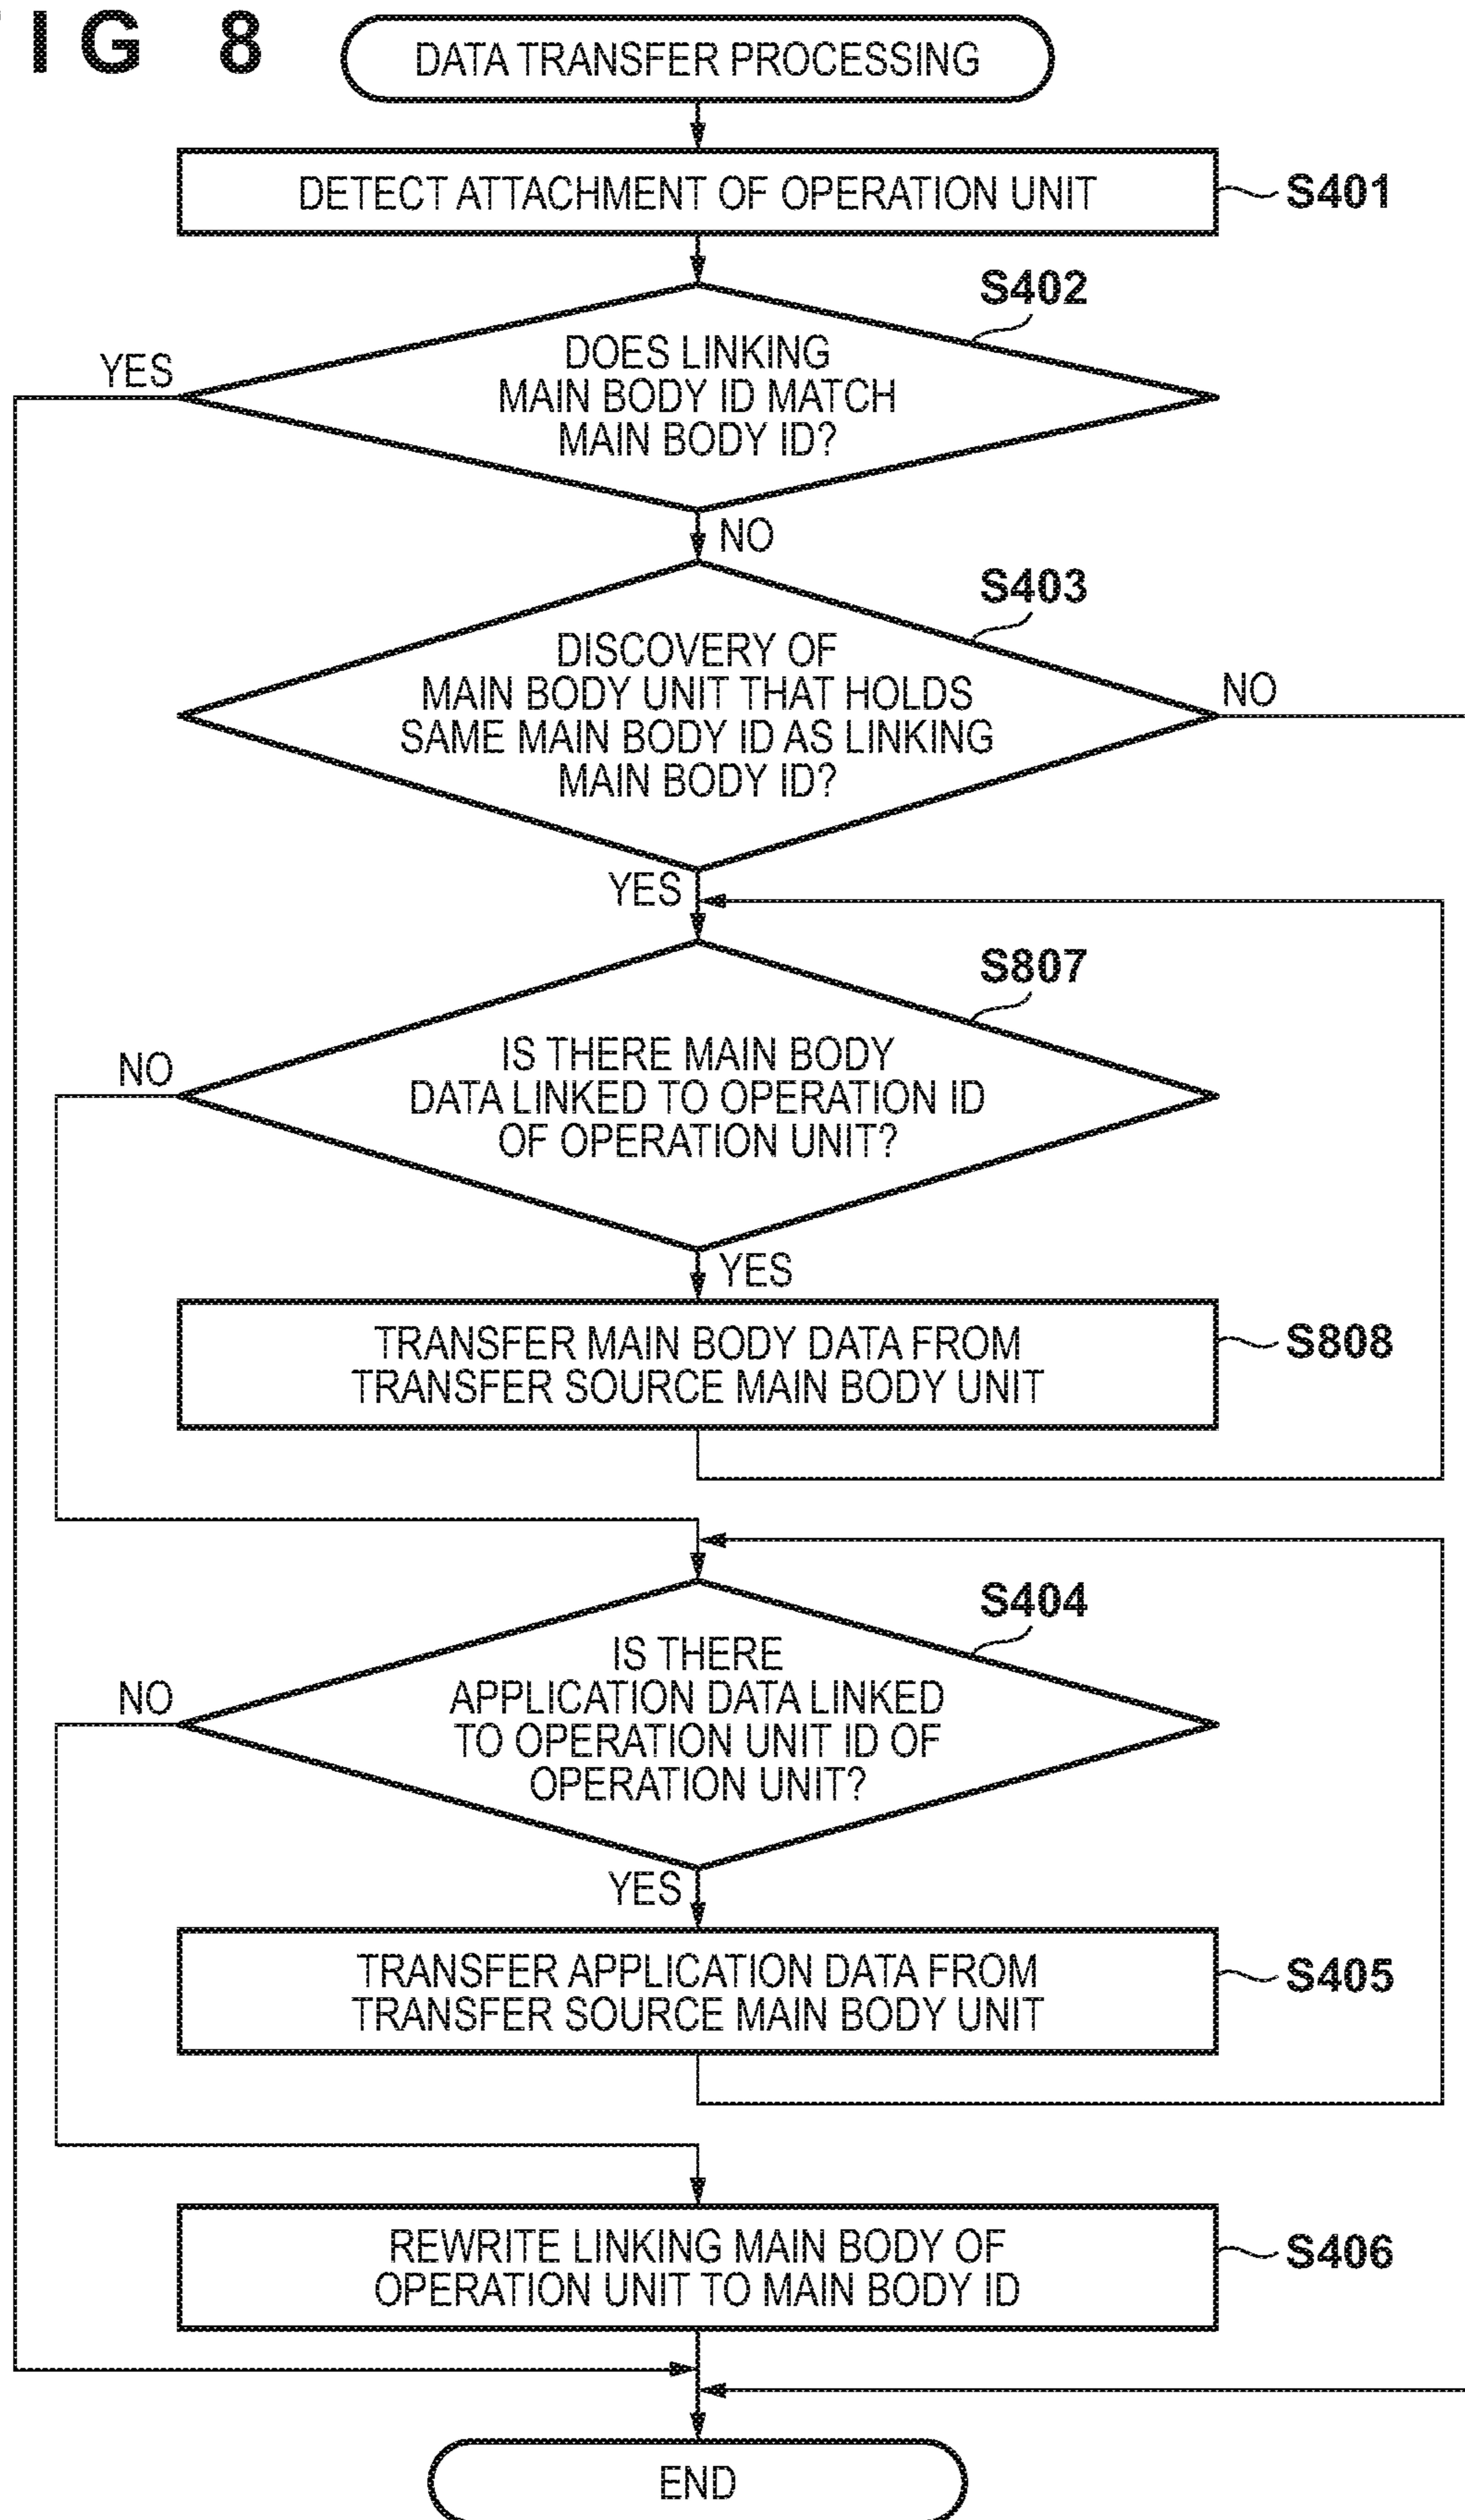 I G 8
DATA TRANSFER PROCESSING
DETECT ATTACHMENT OF OPERATION UNIT
S401
S402
DOES LINKING
MAIN BODY ID MATCH
MAIN BODY ID?
YES
NO
S403
DISCOVERY OF
MAIN BODY UNIT THAT HOLDS
SAME MAIN BODY ID AS LINKING
MAIN BODY ID?
NO
YES
S807
IS THERE MAIN BODY
DATA LINKED TO OPERATION ID
OF OPERATION UNIT?
NO
YES
TRANSFER MAIN BODY DATA FROM
TRANSFER SOURCE MAIN BODY UNIT
S808
S404
IS THERE
APPLICATION DATA LINKED
TO OPERATION UNIT ID OF
OPERATION UNIT?
NO
YES
TRANSFER APPLICATION DATA FROM
TRANSFER SOURCE MAIN BODY UNIT
S405
REWRITE LINKING MAIN BODY OF
OPERATION UNIT TO MAIN BODY ID
S406
END